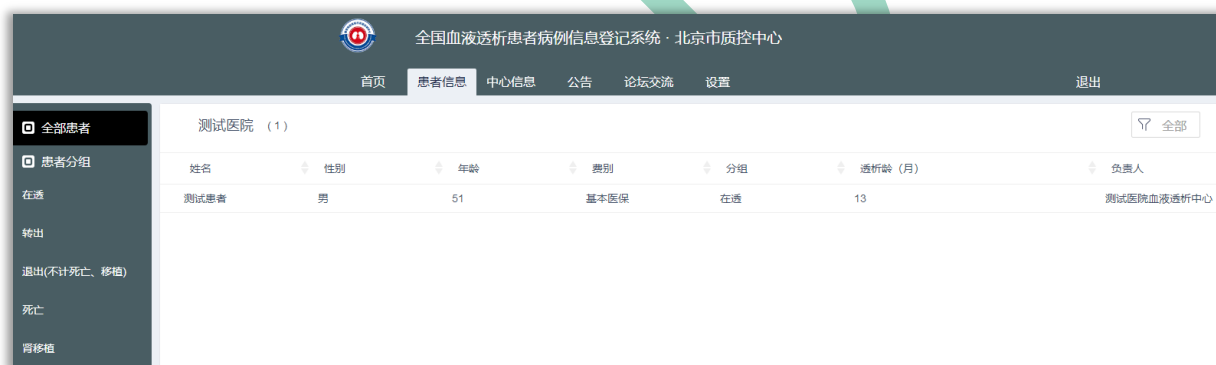 全国血液透析患者病例信息登记系统 · 北京市质控中心
首页 患者信息 中心信息 公告 论坛交流 设置 退出
全部患者
患者分组
在透
转出
退出(不计死亡、移植)
死亡
肾移植
测试医院 （1）
全部
姓名 性别 年龄 费别 分组 透析龄（月） 负责人
测试患者 男 51 基本医保 在透 13 测试医院血液透析中心